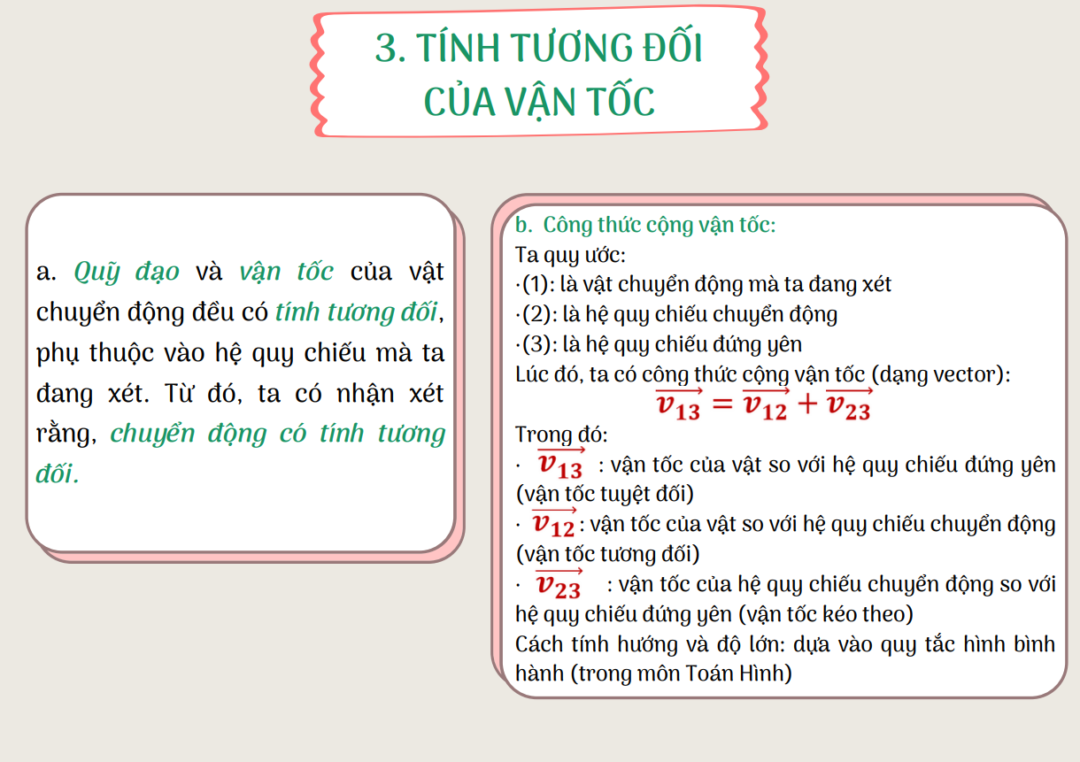 3. TÍNH TƯƠNG ĐỐI
CỦA VẬN TỐC
a. Quỹ đạo và vận tốc của vật
chuyển động đều có tính tương đối,
phụ thuộc vào hệ quy chiếu mà ta
đang xét. Từ đó, ta có nhận xét
rằng, chuyển động có tính tương
đối.
b. Công thức cộng vận tốc:
Ta quy ước:
·(1): là vật chuyển động mà ta đang xét
·(2): là hệ quy chiếu chuyển động
·(3): là hệ quy chiếu đứng yên
Lúc đó, ta có công thức cộng vận tốc (dạng vector):
$\overrightarrow{v_{13}} = \overrightarrow{v_{12}} + \overrightarrow{v_{23}}$
Trong đó:
· $\overrightarrow{v_{13}}$ : vận tốc của vật so với hệ quy chiếu đứng yên
(vận tốc tuyệt đối)
· $\overrightarrow{v_{12}}$ : vận tốc của vật so với hệ quy chiếu chuyển động
(vận tốc tương đối)
· $\overrightarrow{v_{23}}$ : vận tốc của hệ quy chiếu chuyển động so với
hệ quy chiếu đứng yên (vận tốc kéo theo)
Cách tính hướng và độ lớn: dựa vào quy tắc hình bình
hành (trong môn Toán Hình)